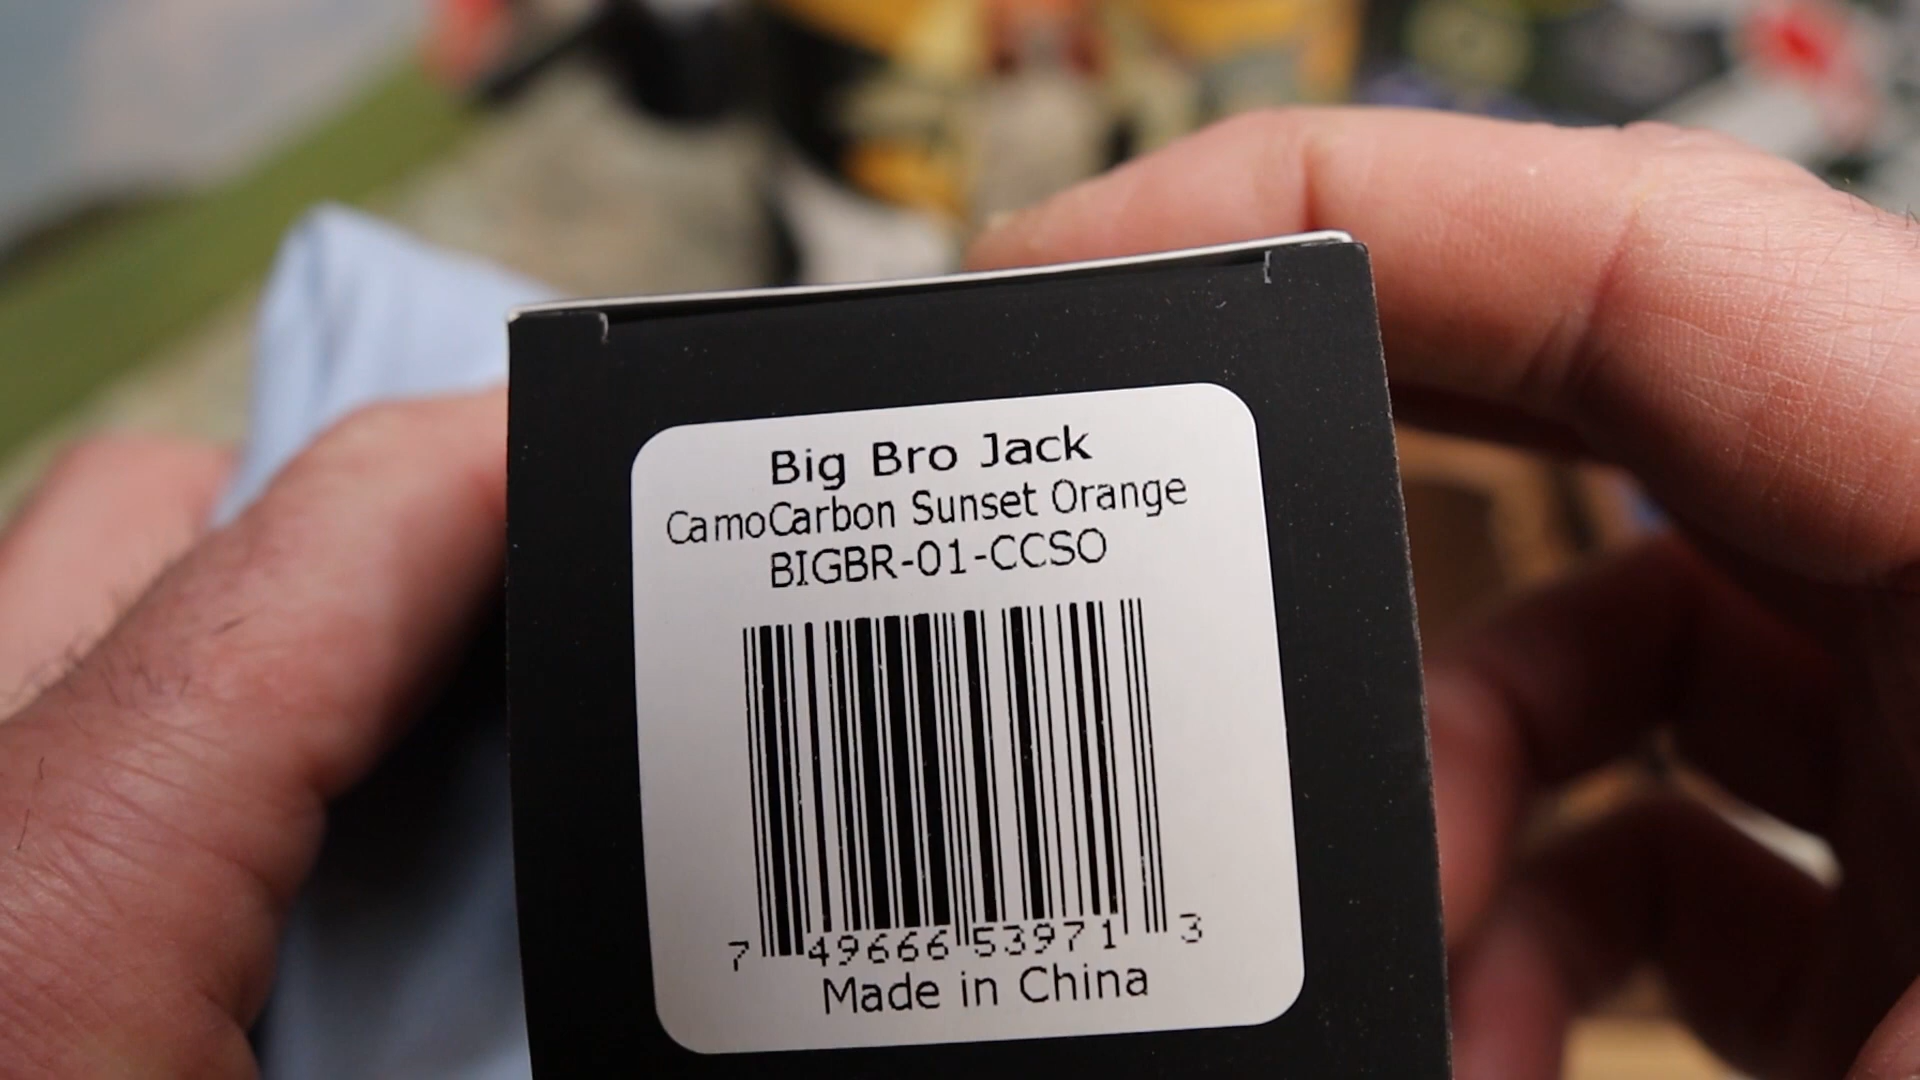 Big Bro Jack
CamoCarbon Sunset Orange
BIGBR-01-CCSO
7 49666 53971 3
Made in China